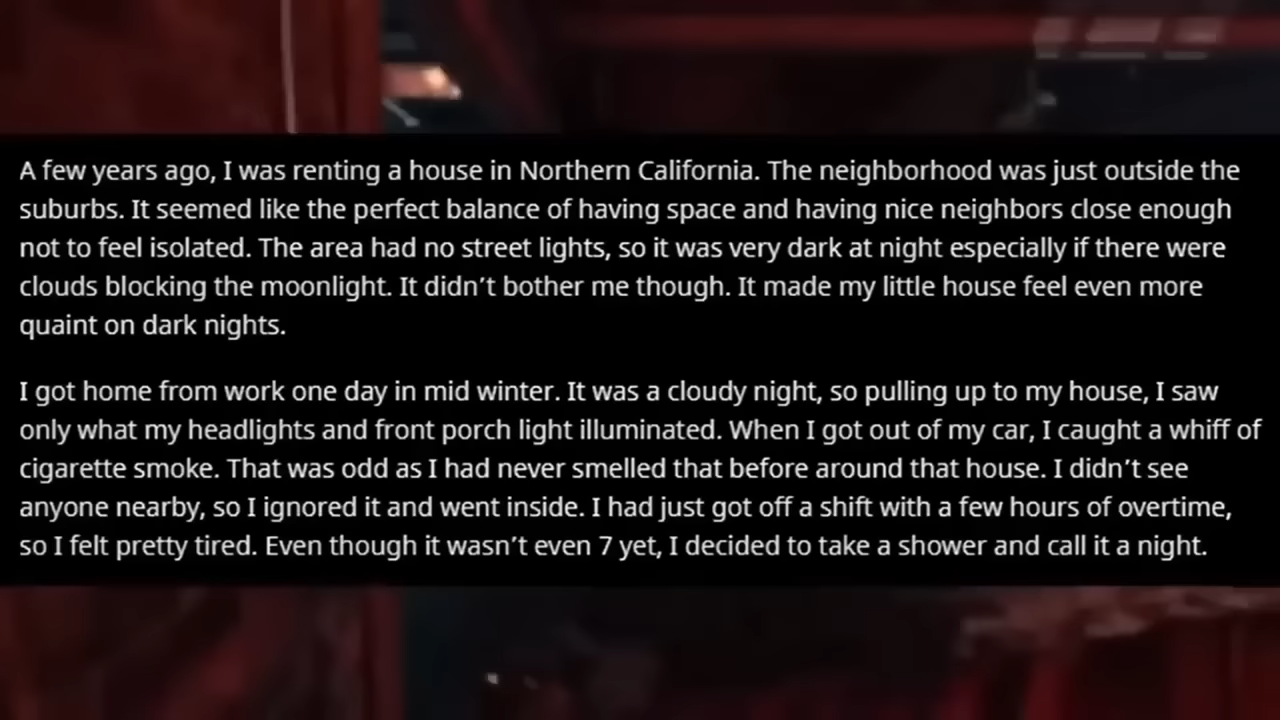 A few years ago, I was renting a house in Northern California. The neighborhood was just outside the
suburbs. It seemed like the perfect balance of having space and having nice neighbors close enough
not to feel isolated. The area had no street lights, so it was very dark at night especially if there were
clouds blocking the moonlight. It didn’t bother me though. It made my little house feel even more
quaint on dark nights.
I got home from work one day in mid winter. It was a cloudy night, so pulling up to my house, I saw
only what my headlights and front porch light illuminated. When I got out of my car, I caught a whiff of
cigarette smoke. That was odd as I had never smelled that before around that house. I didn’t see
anyone nearby, so I ignored it and went inside. I had just got off a shift with a few hours of overtime,
so I felt pretty tired. Even though it wasn’t even 7 yet, I decided to take a shower and call it a night.